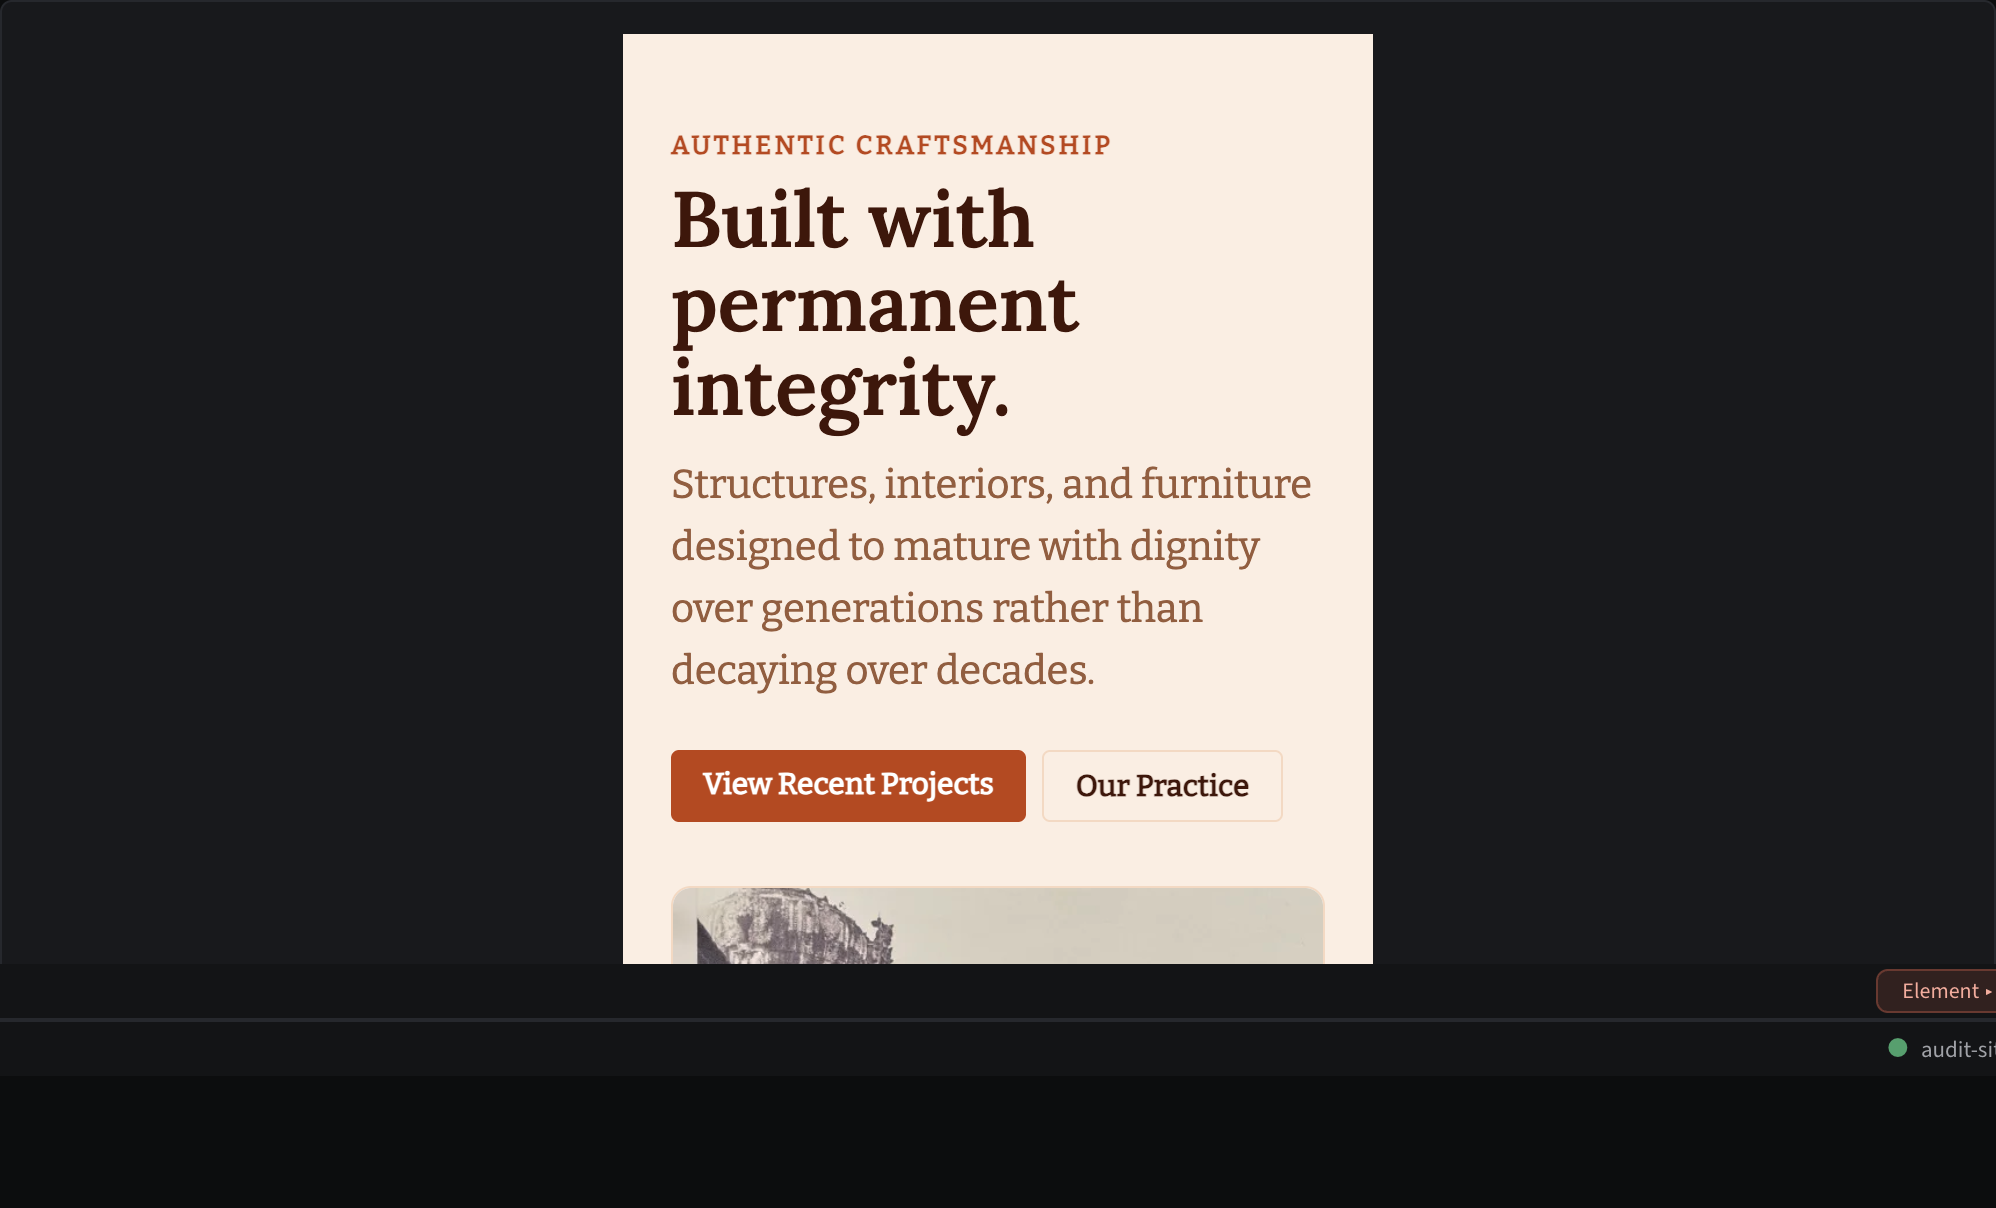 AUTHENTIC CRAFTSMANSHIP
Built with
permanent
integrity.
Structures, interiors, and furniture
designed to mature with dignity
over generations rather than
decaying over decades.
View Recent Projects
Our Practice
Element ▸
audit-sit